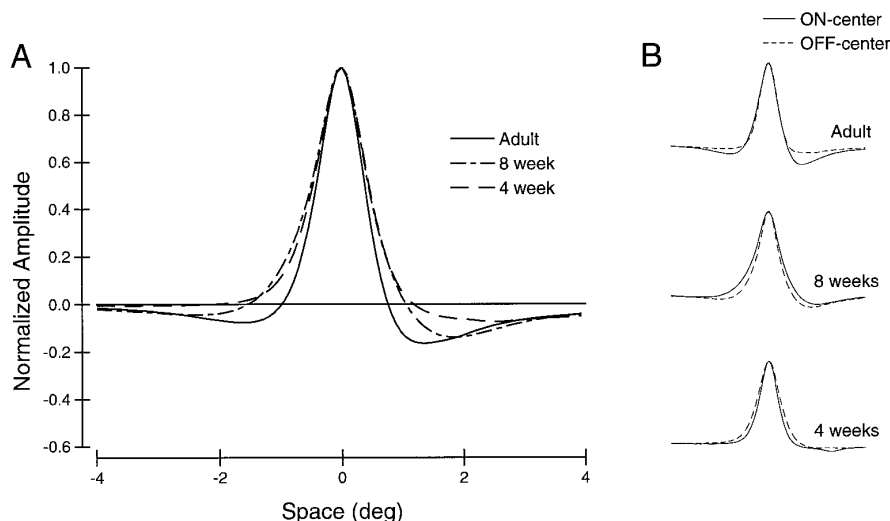 A
1.0
0.8
0.6
0.4
0.2
0.0
-0.2
-0.4
-0.6
Normalized Amplitude
-4
-2
0
2
4
Space (deg)
Adult
8 week
4 week
B
ON-center
OFF-center
Adult
8 weeks
4 weeks